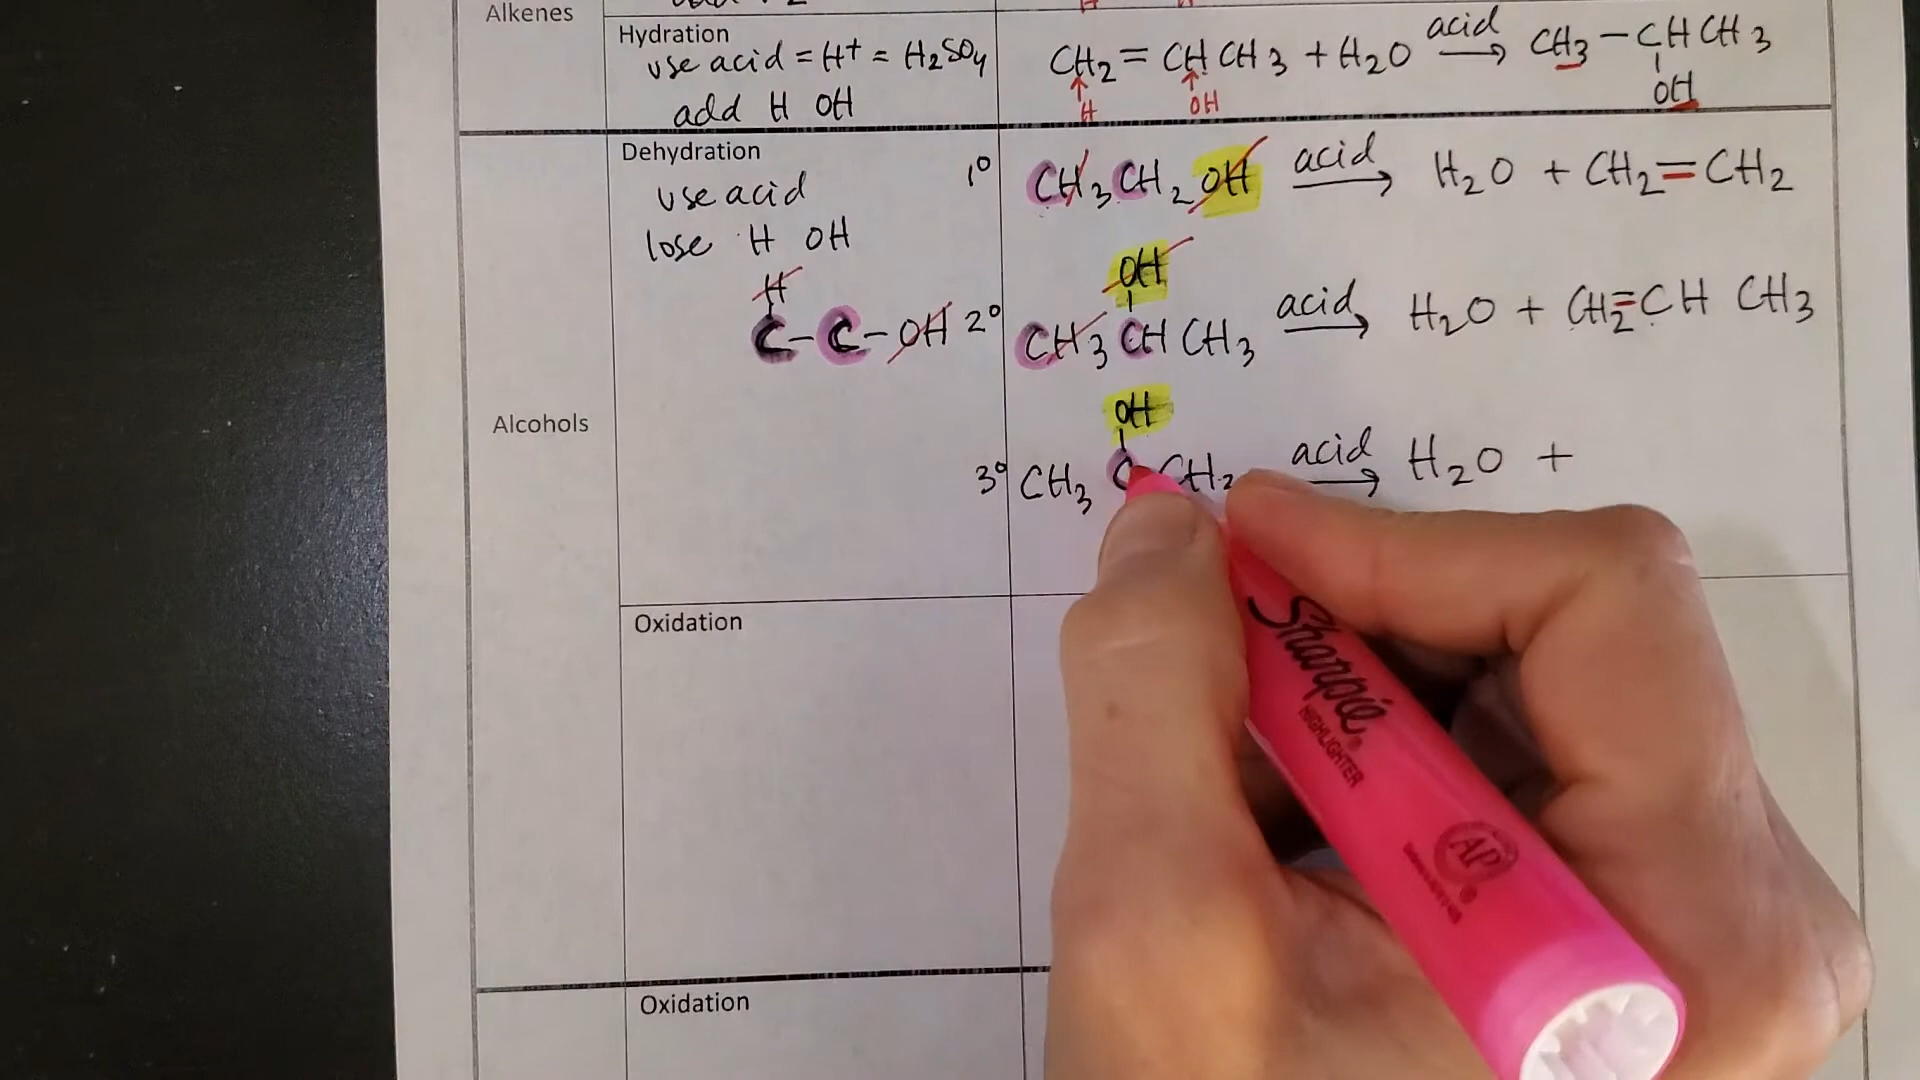 Alkenes
Hydration
use acid = H+ = H2SO4
add H OH
CH2 = CH CH3 + H2O acid → CH3 – CH CH3
OH
H
OH
Alcohols
Dehydration
use acid
lose H OH
H
C – C – OH
1° CH3 CH2 OH acid → H2O + CH2 = CH2
OH
2° CH3 CH CH3 acid → H2O + CH2 = CH CH3
OH
3° CH3 C CH2 acid → H2O +
Oxidation
Oxidation
Sharpie
HIGHLIGHTER
AP